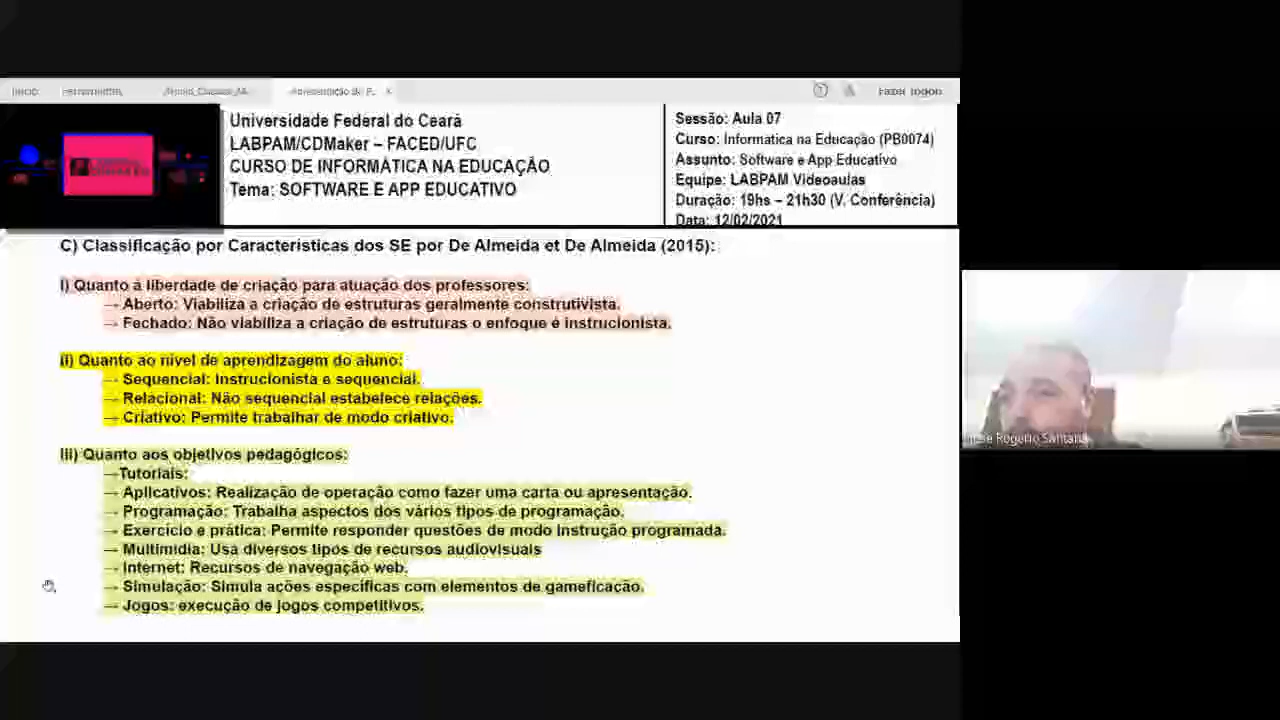 Início Ferramentas
Fazer logon
Universidade Federal do Ceará
LABPAM/CDMaker – FACED/UFC
CURSO DE INFORMÁTICA NA EDUCAÇÃO
Tema: SOFTWARE E APP EDUCATIVO
Sessão: Aula 07
Curso: Informatica na Educação (PB0074)
Assunto: Software e App Educativo
Equipe: LABPAM Videoaulas
Duração: 19hs – 21h30 (V. Conferência)
Data: 12/02/2021
C) Classificação por Características dos SE por De Almeida et De Almeida (2015):
i) Quanto à liberdade de criação para atuação dos professores:
→ Aberto: Viabiliza a criação de estruturas geralmente construtivista.
→ Fechado: Não viabiliza a criação de estruturas o enfoque é instrucionista.
ii) Quanto ao nível de aprendizagem do aluno:
→ Sequencial: Instrucionista e sequencial.
→ Relacional: Não sequencial estabelece relações.
→ Criativo: Permite trabalhar de modo criativo.
iii) Quanto aos objetivos pedagógicos:
→Tutoriais:
→ Aplicativos: Realização de operação como fazer uma carta ou apresentação.
→ Programação: Trabalha aspectos dos vários tipos de programação.
→ Exercício e prática: Permite responder questões de modo instrução programada.
→ Multimídia: Usa diversos tipos de recursos audiovisuais
→ Internet: Recursos de navegação web.
→ Simulação: Simula ações específicas com elementos de gameficação.
→ Jogos: execução de jogos competitivos.
Rogerio Santana